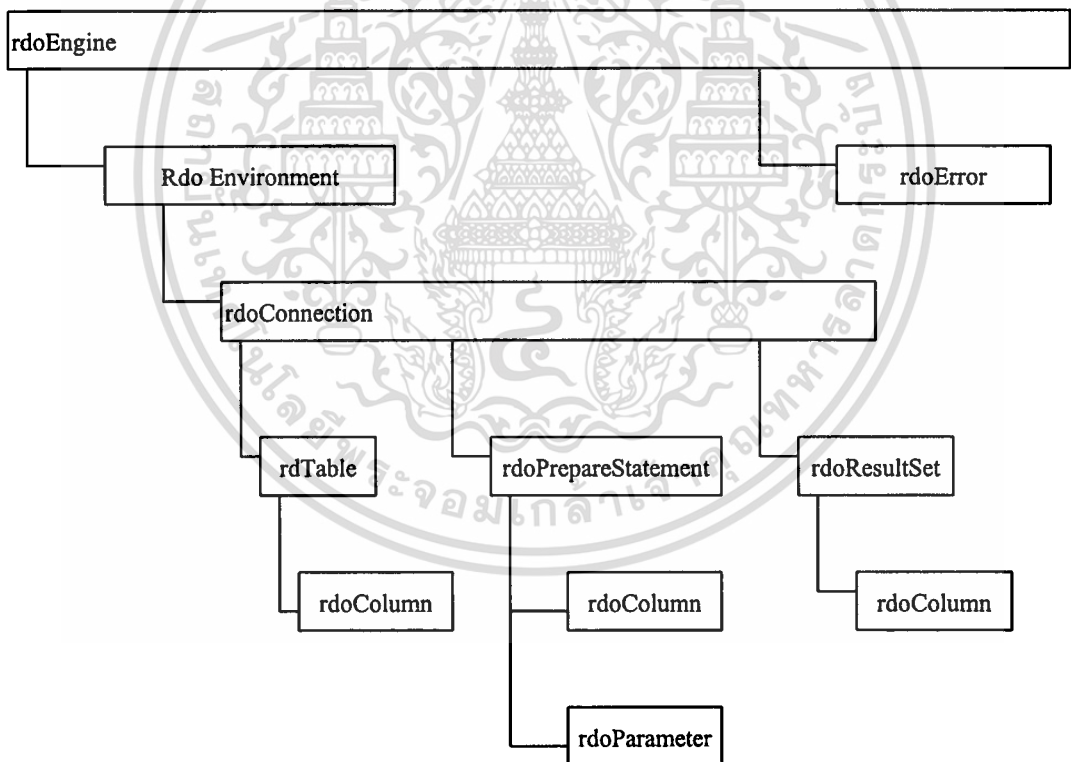 rdoEngine
Rdo Environment
rdoError
rdoConnection
rdTable
rdoPrepareStatement
rdoResultSet
rdoColumn
rdoColumn
rdoColumn
rdoParameter